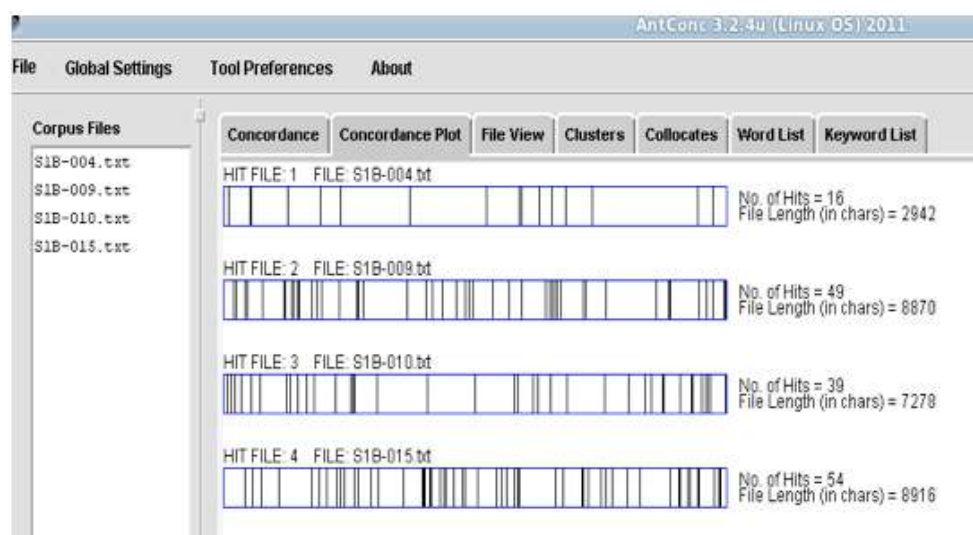 AntConc 3.2.4u (Linux OS) 2011
File Global Settings Tool Preferences About
Corpus Files
S1B-004.txt
S1B-009.txt
S1B-010.txt
S1B-015.txt
Concordance Concordance Plot File View Clusters Collocates Word List Keyword List
HIT FILE: 1 FILE: S1B-004.txt
No. of Hits = 16
File Length (in chars) = 2942
HIT FILE: 2 FILE: S1B-009.txt
No. of Hits = 49
File Length (in chars) = 8870
HIT FILE: 3 FILE: S1B-010.txt
No. of Hits = 39
File Length (in chars) = 7278
HIT FILE: 4 FILE: S1B-015.txt
No. of Hits = 54
File Length (in chars) = 8916